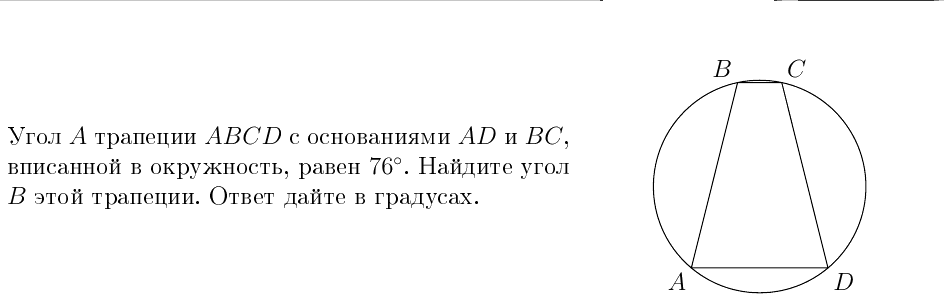 B C
Угол A трапеции ABCD с основаниями AD и BC,
вписанной в окружность, равен 76°. Найдите угол
B этой трапеции. Ответ дайте в градусах.
A D